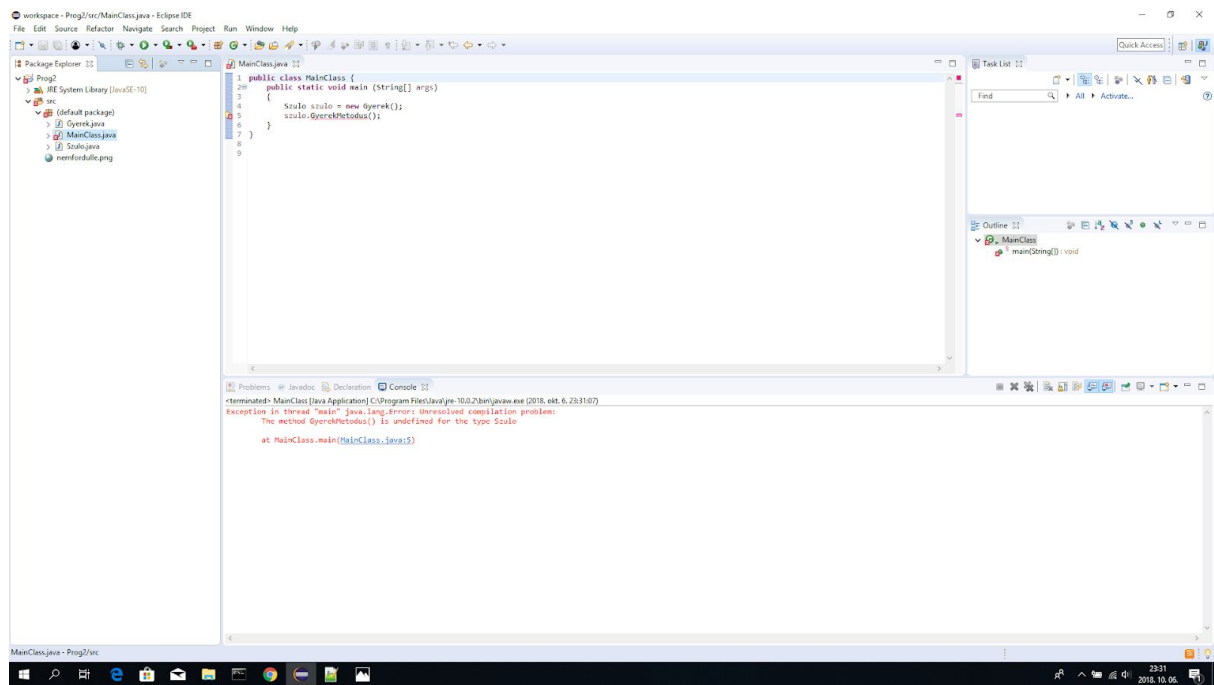 workspace - Prog2/src/MainClass.java - Eclipse IDE
File Edit Source Refactor Navigate Search Project Run Window Help
Quick Access
Package Explorer
Prog2
JRE System Library [JavaSE-10]
src
(default package)
Gyerek.java
MainClass.java
Szulo.java
nemfordulle.png
MainClass.java
1 public class MainClass {
2 public static void main (String[] args)
3 {
4 Szulo szulo = new Gyerek();
5 szulo.GyerekMetodus();
6 }
7 }
8
9
Task List
Find All Activate...
Outline
MainClass
main(String[]) : void
Problems Javadoc Declaration Console
<terminated> MainClass [Java Application] C:\Program Files\Java\jre-10.0.2\bin\javaw.exe (2018. okt. 6. 23:31:07)
Exception in thread "main" java.lang.Error: Unresolved compilation problem:
The method GyerekMetodus() is undefined for the type Szulo
at MainClass.main(MainClass.java:5)
MainClass.java - Prog2/src
23:31
2018. 10. 06.